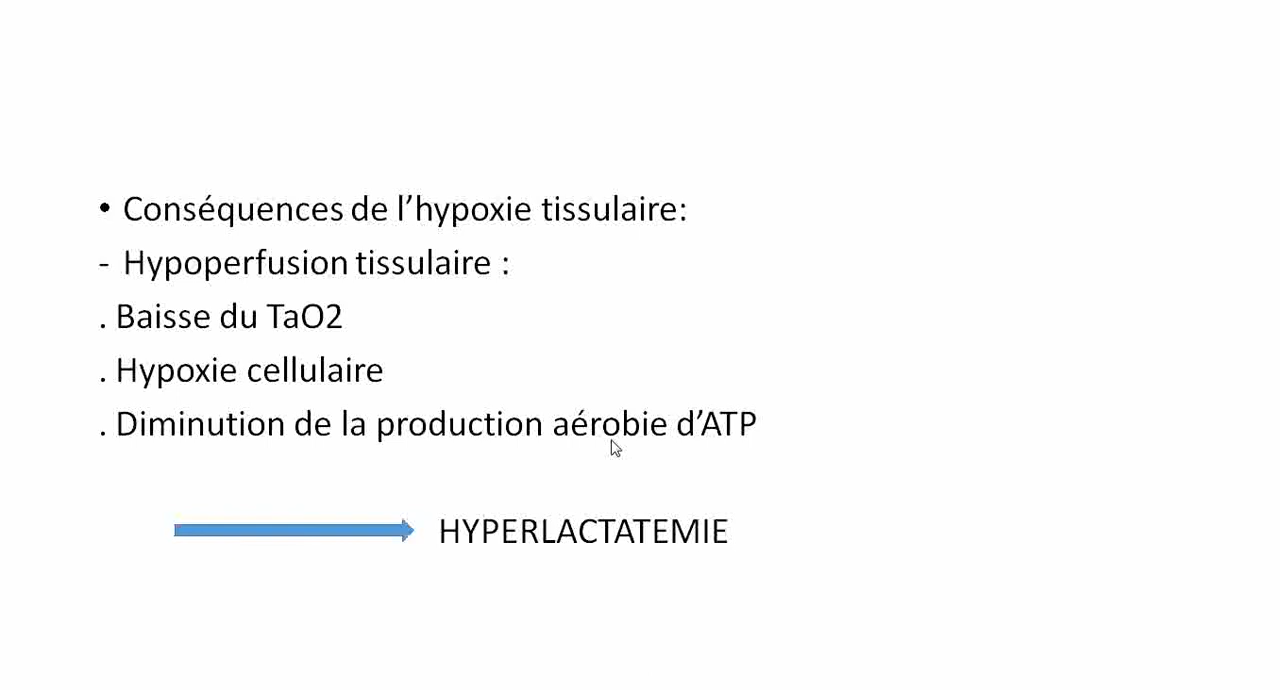 • Conséquences de l’hypoxie tissulaire:
- Hypoperfusion tissulaire :
. Baisse du TaO2
. Hypoxie cellulaire
. Diminution de la production aérobie d’ATP
HYPERLACTATEMIE